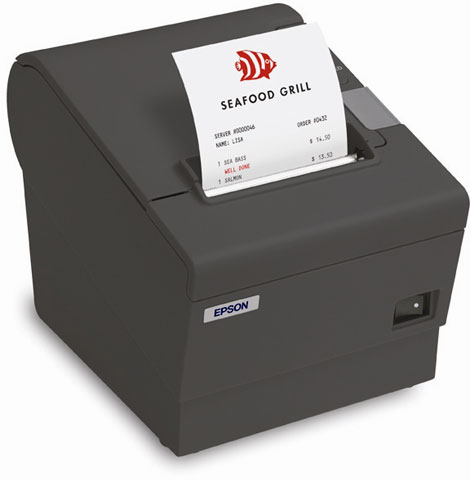 SEAFOOD GRILL
SERVER #0000046 ORDER #0432
NAME: LISA
1 SEA BASS $ 14.50
WELL DONE
1 SALMON $ 13.50
EPSON